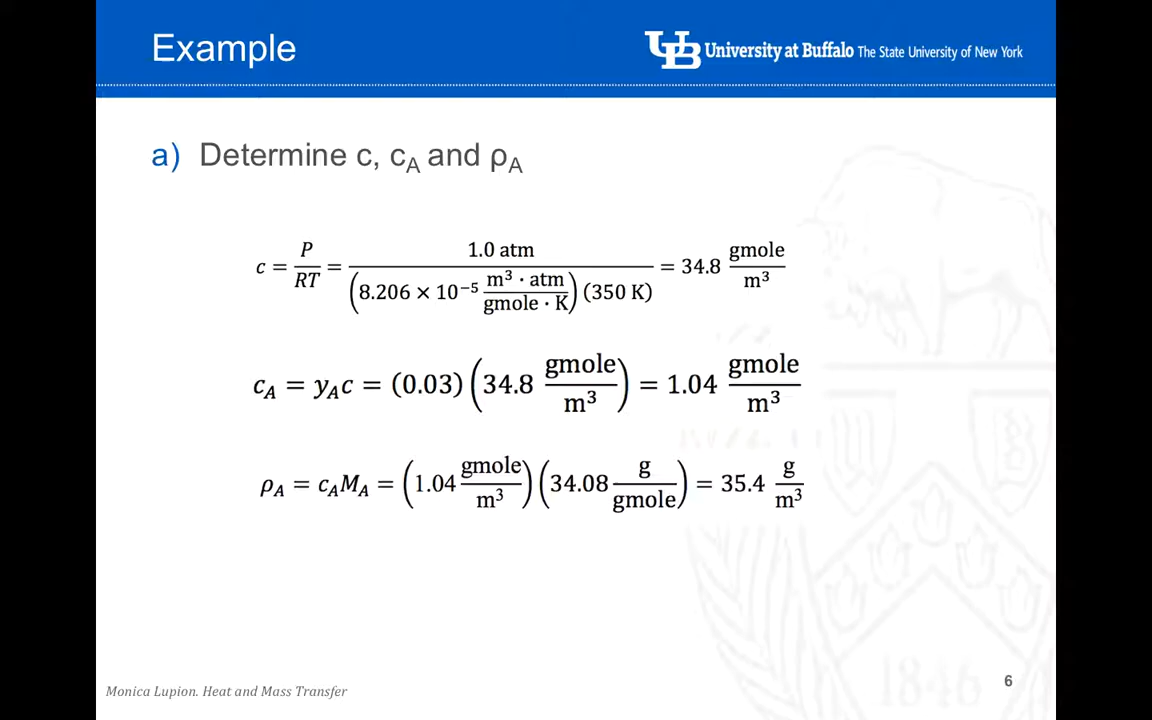 Example
UB University at Buffalo The State University of New York
a) Determine c, c_A and ρ_A
c = P/RT = 1.0 atm / (8.206 × 10⁻⁵ m³ · atm / gmole · K) (350 K) = 34.8 gmole/m³
c_A = y_A c = (0.03) (34.8 gmole/m³) = 1.04 gmole/m³
ρ_A = c_A M_A = (1.04 gmole/m³) (34.08 g/gmole) = 35.4 g/m³
1846
Monica Lupion. Heat and Mass Transfer
6